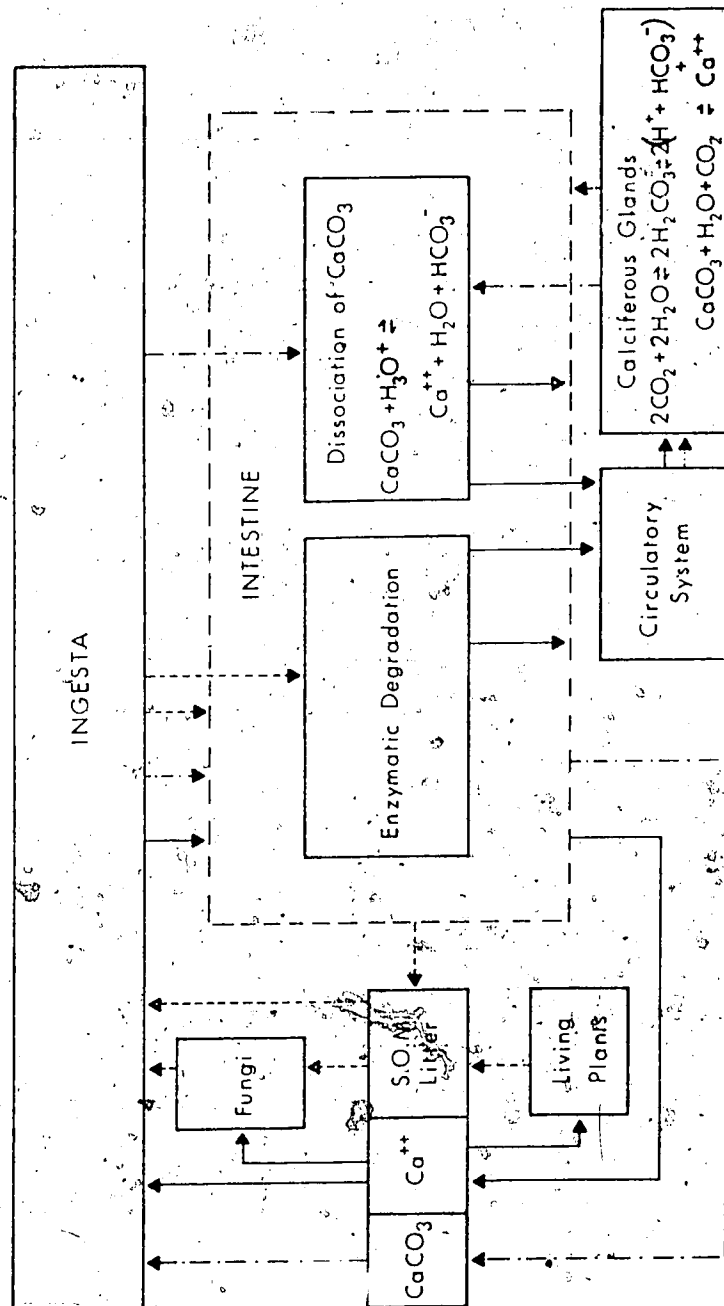 INGESTA
INTESTINE
Dissociation of CaCO3
CaCO3 + H3O+ ⇌
Ca++ + H2O + HCO3-
Enzymatic Degradation
Calciferous Glands
2CO2 + 2H2O ⇌ 2H2CO3 ⇌ 2(H+ + HCO3-)
+
CaCO3 + H2O + CO2 ⇌ Ca++
Circulatory
System
Fungi
CaCO3
Ca++
S.O.M.
Litter
Living
Plants